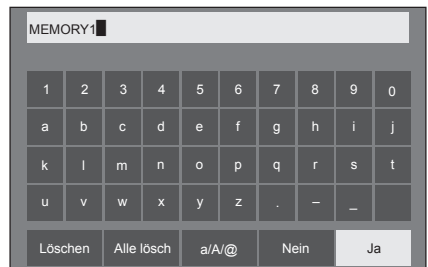 MEMORY1
1 2 3 4 5 6 7 8 9 0
a b c d e f g h i j
k l m n o p q r s t
u v w x y z . – _
Löschen Alle lösch a/A/@ Nein Ja